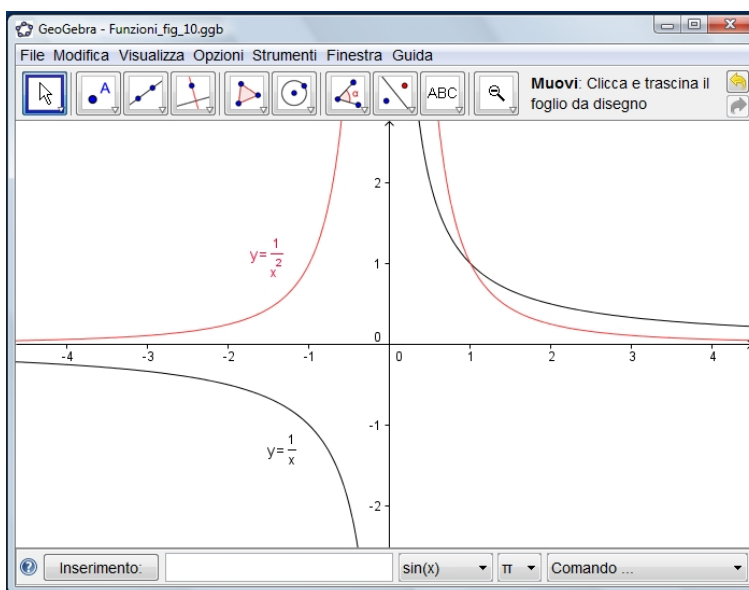 GeoGebra - Funzioni_fig_10.ggb
File Modifica Visualizza Opzioni Strumenti Finestra Guida
A
α
ABC
Muovi: Clicca e trascina il
foglio da disegno
2
1
0
-1
-2
-4 -3 -2 -1 0 1 2 3 4
y=1/x²
y=1/x
Inserimento:
sin(x)
π
Comando ...